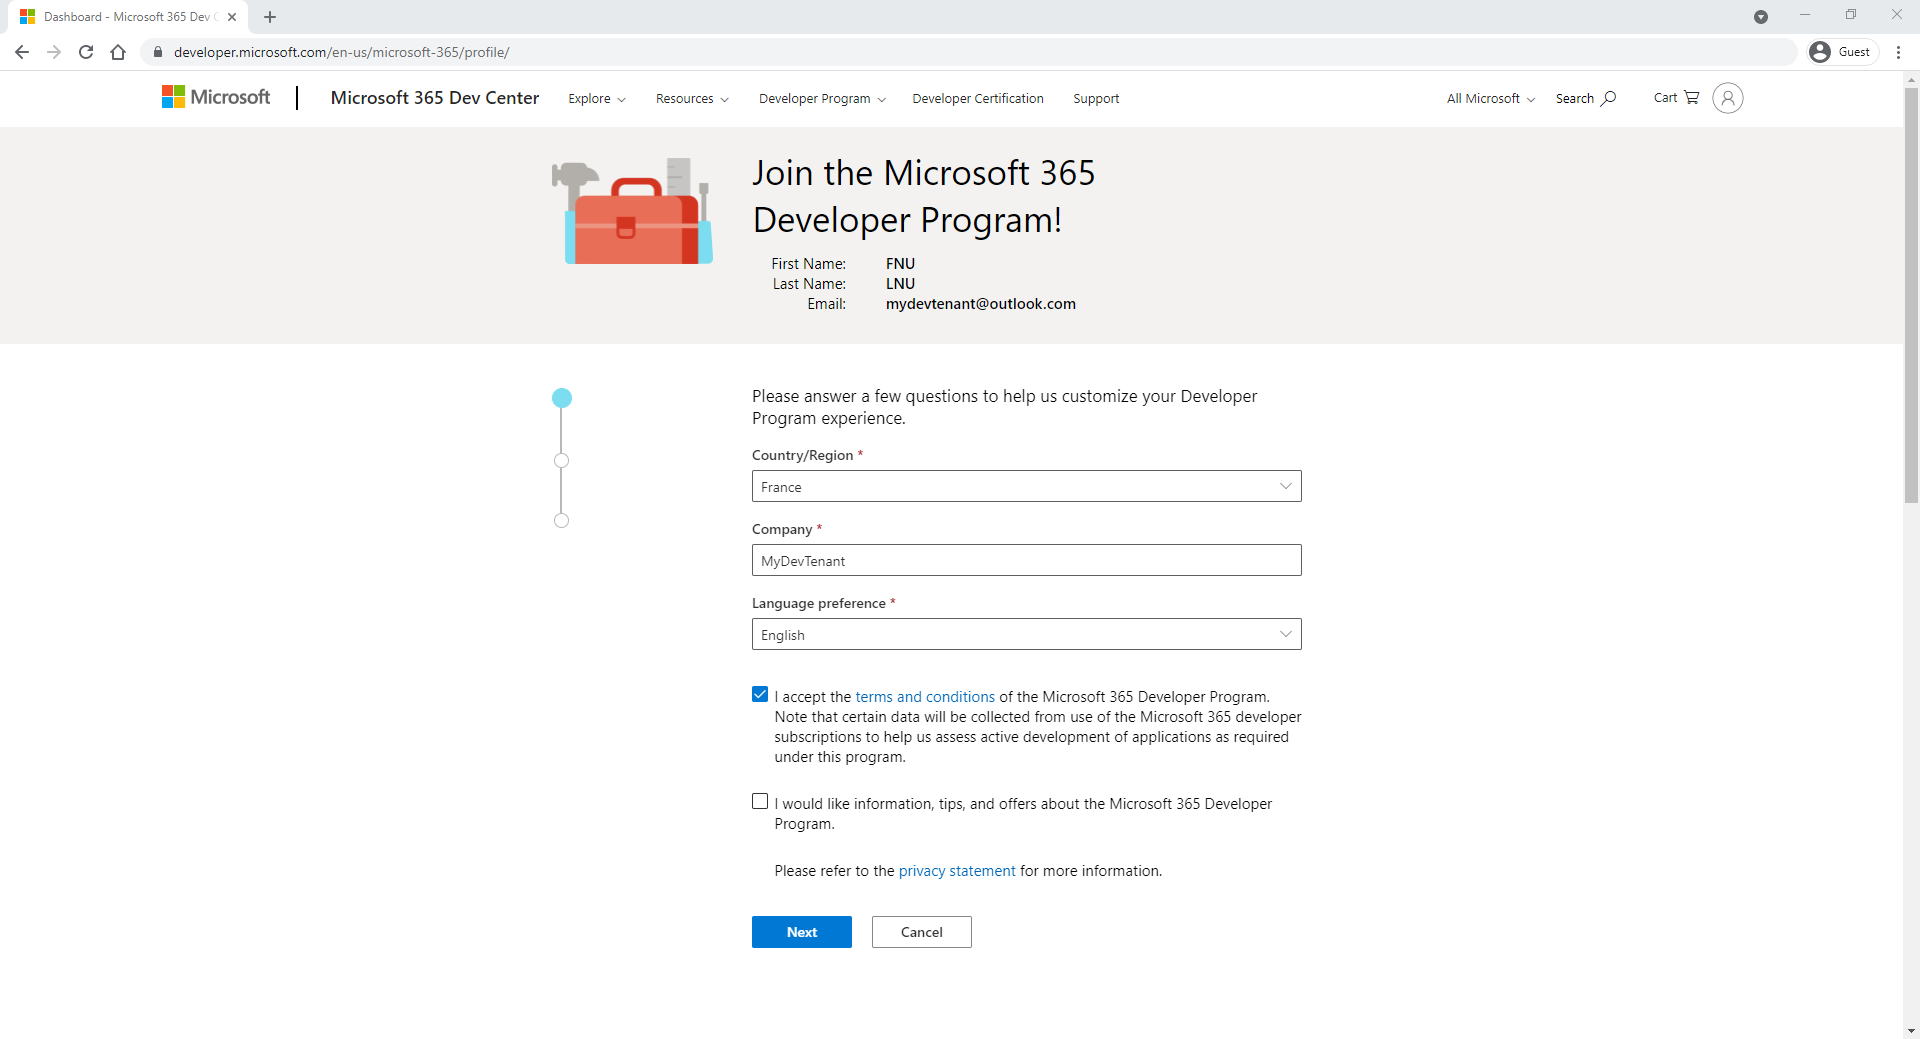 Dashboard - Microsoft 365 Dev C
developer.microsoft.com/en-us/microsoft-365/profile/
Guest
Microsoft
Microsoft 365 Dev Center
Explore
Resources
Developer Program
Developer Certification
Support
All Microsoft
Search
Cart
Join the Microsoft 365
Developer Program!
First Name: FNU
Last Name: LNU
Email: mydevtenant@outlook.com
Please answer a few questions to help us customize your Developer
Program experience.
Country/Region *
France
Company *
MyDevTenant
Language preference *
English
I accept the terms and conditions of the Microsoft 365 Developer Program.
Note that certain data will be collected from use of the Microsoft 365 developer
subscriptions to help us assess active development of applications as required
under this program.
I would like information, tips, and offers about the Microsoft 365 Developer
Program.
Please refer to the privacy statement for more information.
Next
Cancel